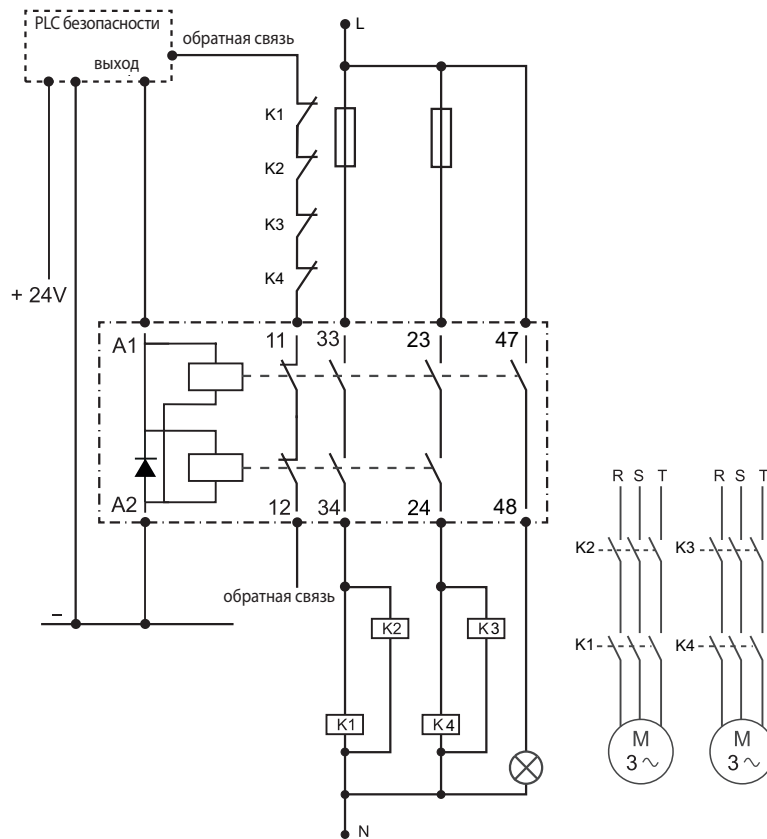 PLC безопасности
выход
обратная связь
L
K1
K2
K3
K4
+ 24V
A1
11
33
23
47
A2
12
34
24
48
обратная связь
–
K2
K3
K1
K4
N
R S T
R S T
K2
K3
K1
K4
M
3 ~
M
3 ~